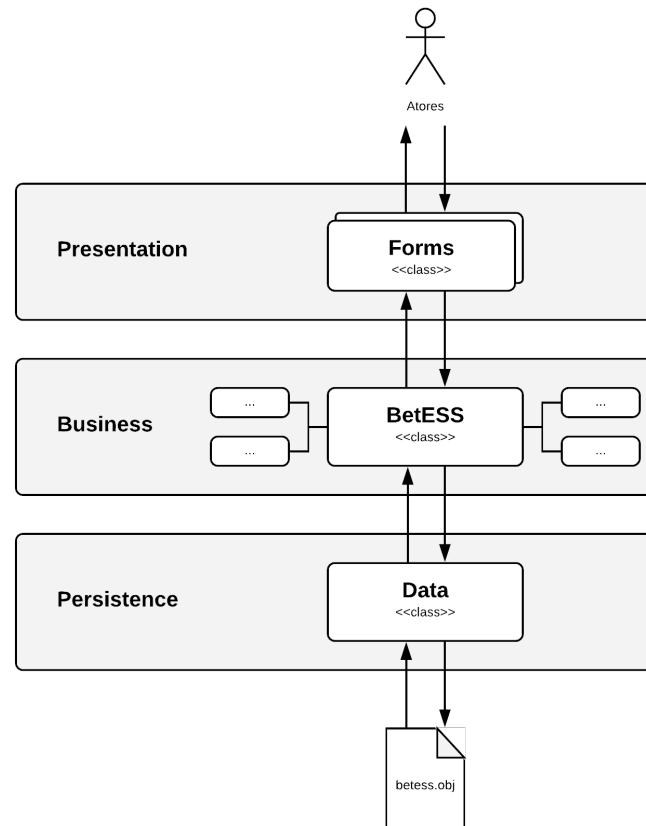 Atores
Presentation
Forms
<<class>>
Business
...
...
BetESS
<<class>>
...
...
Persistence
Data
<<class>>
betess.obj